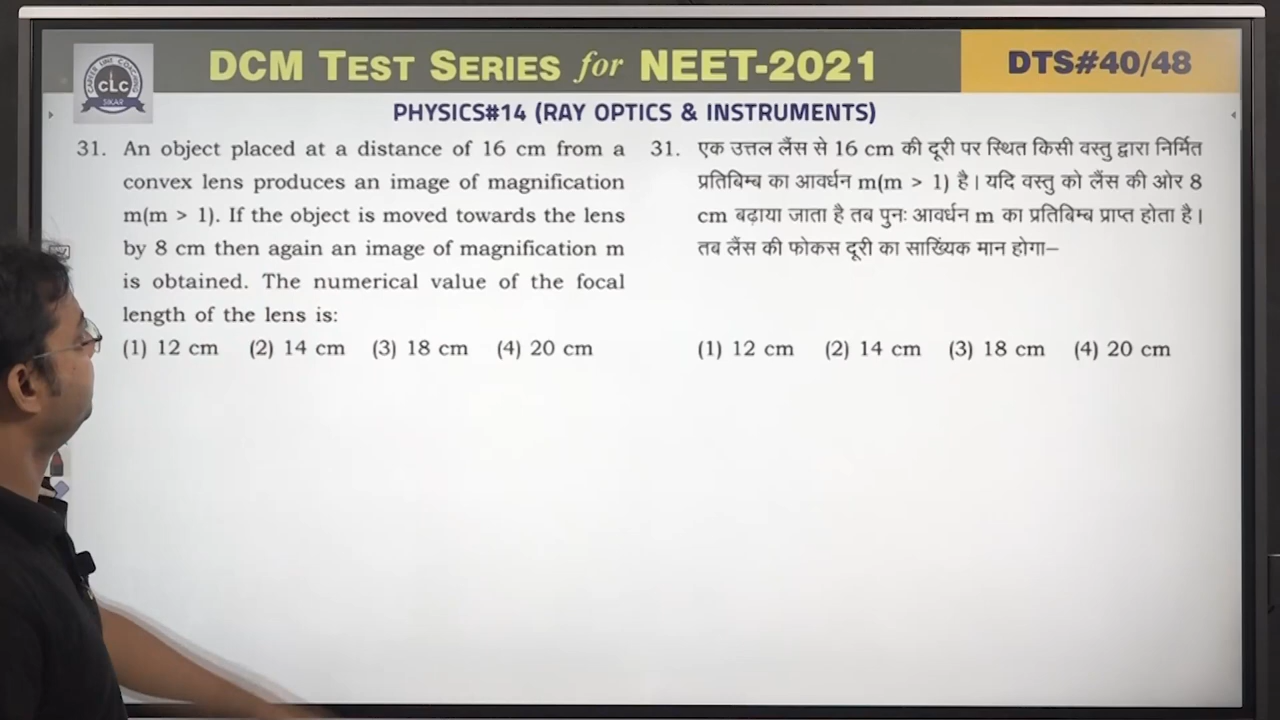 DCM TEST SERIES for NEET-2021
DTS#40/48
CAREER LINE COACHING
CLC
SIKAR
PHYSICS#14 (RAY OPTICS & INSTRUMENTS)
31. An object placed at a distance of 16 cm from a
convex lens produces an image of magnification
m(m > 1). If the object is moved towards the lens
by 8 cm then again an image of magnification m
is obtained. The numerical value of the focal
length of the lens is:
(1) 12 cm (2) 14 cm (3) 18 cm (4) 20 cm
31. एक उत्तल लैंस से 16 cm की दूरी पर स्थित किसी वस्तु द्वारा निर्मित
प्रतिबिम्ब का आवर्धन m(m > 1) है। यदि वस्तु को लैंस की ओर 8
cm बढ़ाया जाता है तब पुनः आवर्धन m का प्रतिबिम्ब प्राप्त होता है।
तब लैंस की फोकस दूरी का साख्यिंक मान होगा–
(1) 12 cm (2) 14 cm (3) 18 cm (4) 20 cm